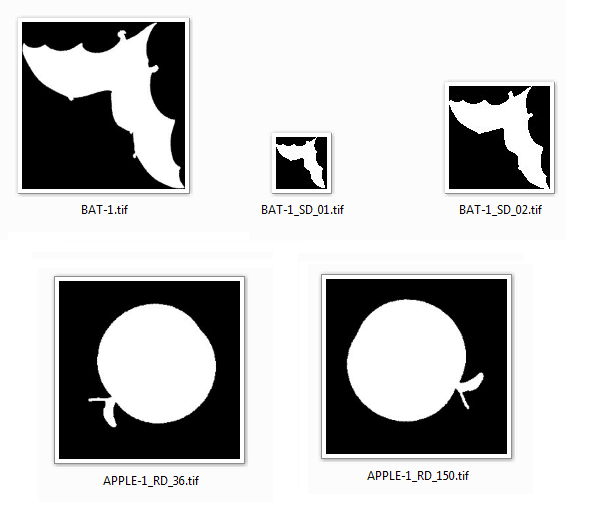 BAT-1.tif
BAT-1_SD_01.tif
BAT-1_SD_02.tif
APPLE-1_RD_36.tif
APPLE-1_RD_150.tif